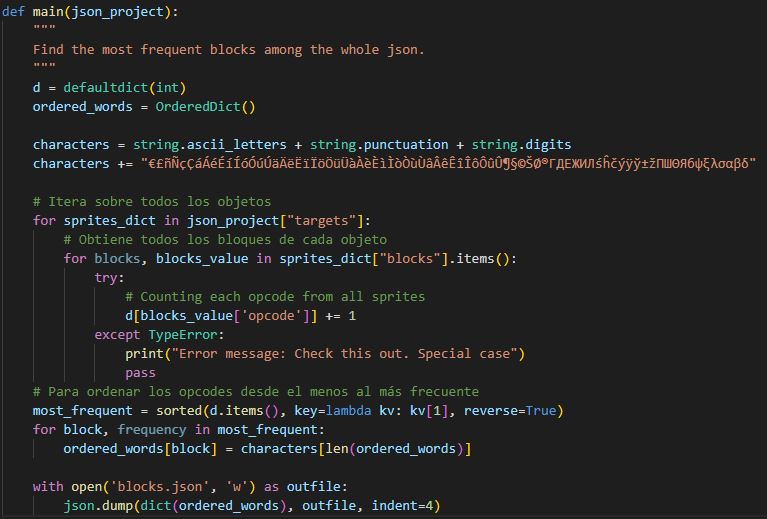 def main(json_project):
    """
    Find the most frequent blocks among the whole json.
    """
    d = defaultdict(int)
    ordered_words = OrderedDict()

    characters = string.ascii_letters + string.punctuation + string.digits
    characters += "€£ñÑçÇáÁéÉíÍóÓúÚäÄëËïÏöÖüÜàÀèÈìÌòÒùÙâÂêÊîÎôÔûÛ¶§©ŠØ®ГДЕЖИЛśĥčýÿў±žПШΘЯбψξλσαβδ"

    # Itera sobre todos los objetos
    for sprites_dict in json_project["targets"]:
        # Obtiene todos los bloques de cada objeto
        for blocks, blocks_value in sprites_dict["blocks"].items():
            try:
                # Counting each opcode from all sprites
                d[blocks_value['opcode']] += 1
            except TypeError:
                print("Error message: Check this out. Special case")
                pass
    # Para ordenar los opcodes desde el menos al más frecuente
    most_frequent = sorted(d.items(), key=lambda kv: kv[1], reverse=True)
    for block, frequency in most_frequent:
        ordered_words[block] = characters[len(ordered_words)]

    with open('blocks.json', 'w') as outfile:
        json.dump(dict(ordered_words), outfile, indent=4)